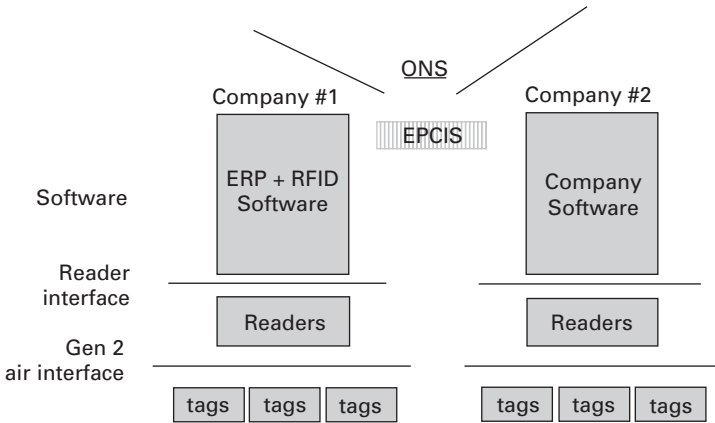 ONS
Company #1
Company #2
EPCIS
ERP + RFID
Software
Company
Software
Software
Reader
interface
Readers
Readers
Gen 2
air interface
tags tags tags
tags tags tags